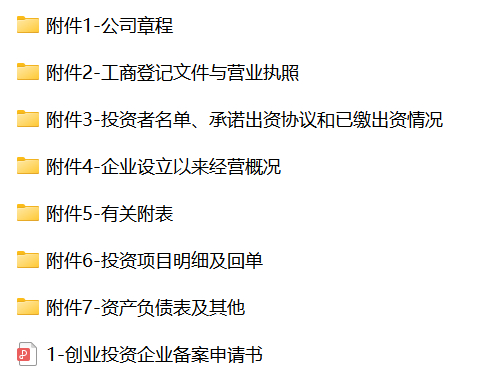 附件1-公司章程
附件2-工商登记文件与营业执照
附件3-投资者名单、承诺出资协议和已缴出资情况
附件4-企业设立以来经营概况
附件5-有关附表
附件6-投资项目明细及回单
附件7-资产负债表及其他
1-创业投资企业备案申请书